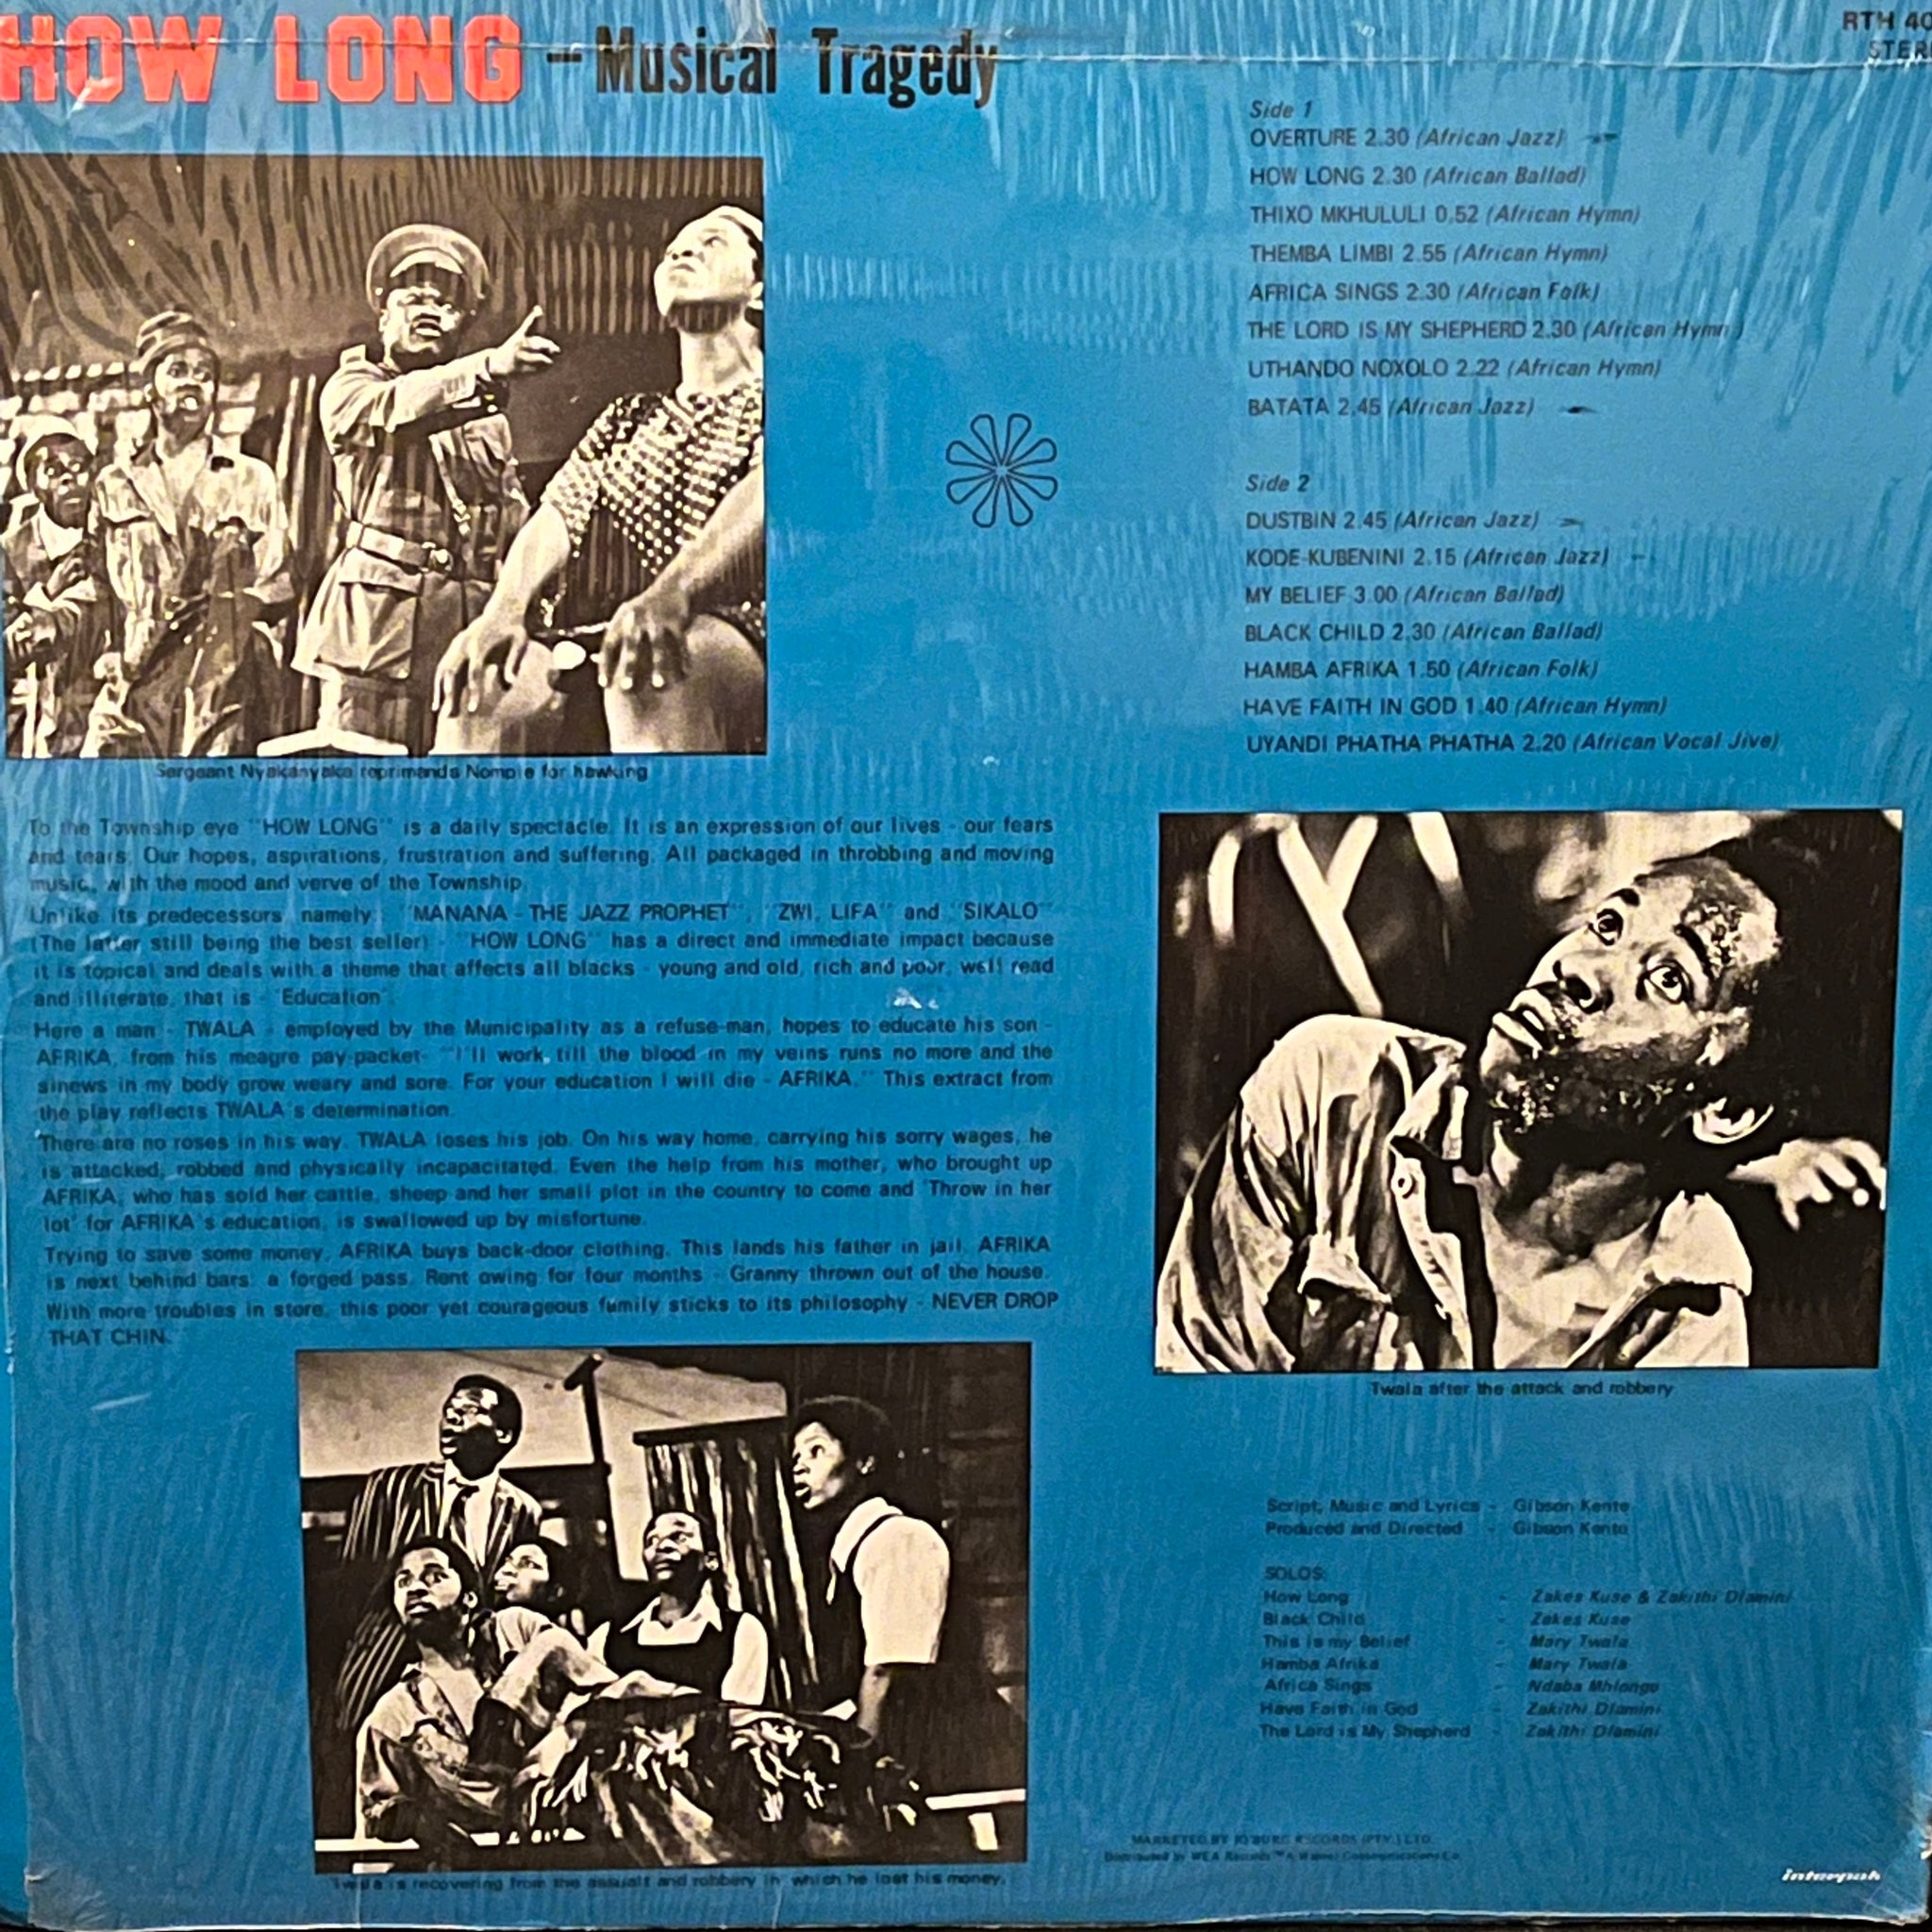 HOW LONG - Musical Tragedy
RTH 40
STER
Side 1
OVERTURE 2.30 (African Jazz)
HOW LONG 2.30 (African Ballad)
THIXO MKHULULI 0.52 (African Hymn)
THEMBA LIMBI 2.55 (African Hymn)
AFRICA SINGS 2.30 (African Folk)
THE LORD IS MY SHEPHERD 2.30 (African Hymn)
UTHANDO NOXOLO 2.22 (African Hymn)
BATATA 2.45 (African Jazz)
Side 2
DUSTBIN 2.45 (African Jazz)
KODE-KUBENINI 2.15 (African Jazz)
MY BELIEF 3.00 (African Ballad)
BLACK CHILD 2.30 (African Ballad)
HAMBA AFRIKA 1.50 (African Folk)
HAVE FAITH IN GOD 1.40 (African Hymn)
UYANDI PHATHA PHATHA 2.20 (African Vocal Jive)
Sergeant Nyakanyaka reprimands Nompie for hawking
To the Township eye "HOW LONG" is a daily spectacle. It is an expression of our lives - our fears
and tears. Our hopes, aspirations, frustration and suffering. All packaged in throbbing and moving
music, with the mood and verve of the Township.
Unlike its predecessors namely: "MANANA - THE JAZZ PROPHET", "ZWI, LIFA" and "SIKALO"
(The latter still being the best seller) - "HOW LONG" has a direct and immediate impact because
it is topical and deals with a theme that affects all blacks - young and old, rich and poor, well read
and illiterate, that is - 'Education'.
Here a man - TWALA - employed by the Municipality as a refuse-man, hopes to educate his son -
AFRIKA, from his meagre pay-packet- "I'll work till the blood in my veins runs no more and the
sinews in my body grow weary and sore. For your education I will die - AFRIKA." This extract from
the play reflects TWALA's determination.
There are no roses in his way. TWALA loses his job. On his way home, carrying his sorry wages, he
is attacked, robbed and physically incapacitated. Even the help from his mother, who brought up
AFRIKA, who has sold her cattle, sheep and her small plot in the country to come and 'Throw in her
lot' for AFRIKA's education, is swallowed up by misfortune.
Trying to save some money, AFRIKA buys back-door clothing. This lands his father in jail. AFRIKA
is next behind bars: a forged pass. Rent owing for four months - Granny thrown out of the house.
With more troubles in store, this poor yet courageous family sticks to its philosophy - NEVER DROP
THAT CHIN.
Twala after the attack and robbery
Twala is recovering from the assualt and robbery in which he lost his money.
Script, Music and Lyrics - Gibson Kente
Produced and Directed - Gibson Kente
SOLOS:
How Long - Zakes Kuse & Zakithi Dlamini
Black Child - Zakes Kuse
This is my Belief - Mary Twala
Hamba Afrika - Mary Twala
Africa Sings - Ndaba Mhlongo
Have Faith in God - Zakithi Dlamini
The Lord is My Shepherd - Zakithi Dlamini
MARKETED BY JO'BURG RECORDS (PTY.) LTD.
Distributed by WEA Records A Warner Communications Co.
interpak